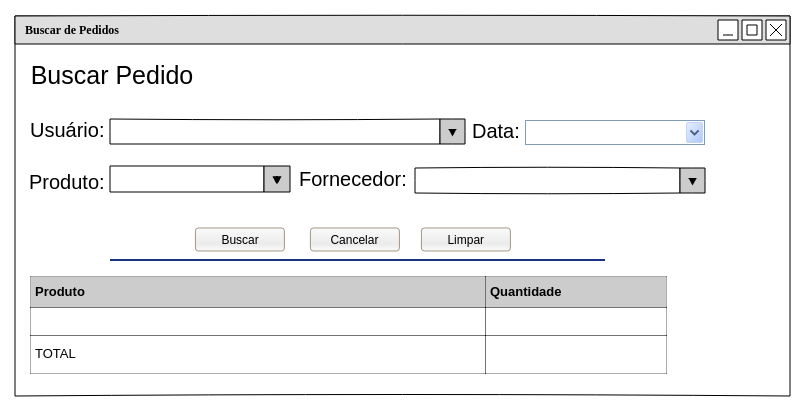 Buscar de Pedidos
Buscar Pedido
Usuário: Data:
Produto: Fornecedor:
Buscar Cancelar Limpar
Produto Quantidade
TOTAL